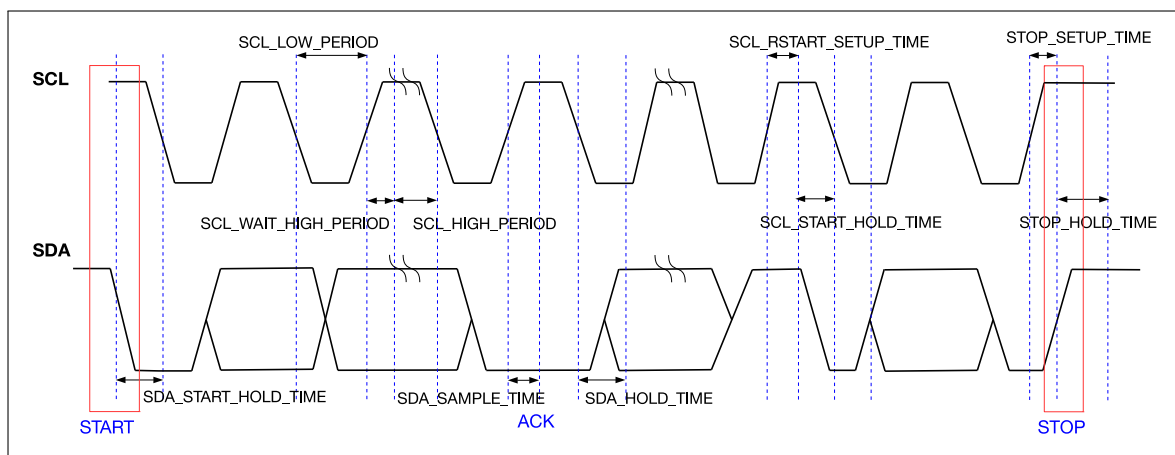 SCL_LOW_PERIOD
SCL_RSTART_SETUP_TIME
STOP_SETUP_TIME
SCL
SCL_WAIT_HIGH_PERIOD
SCL_HIGH_PERIOD
SCL_START_HOLD_TIME
STOP_HOLD_TIME
SDA
SDA_START_HOLD_TIME
SDA_SAMPLE_TIME
SDA_HOLD_TIME
START
ACK
STOP